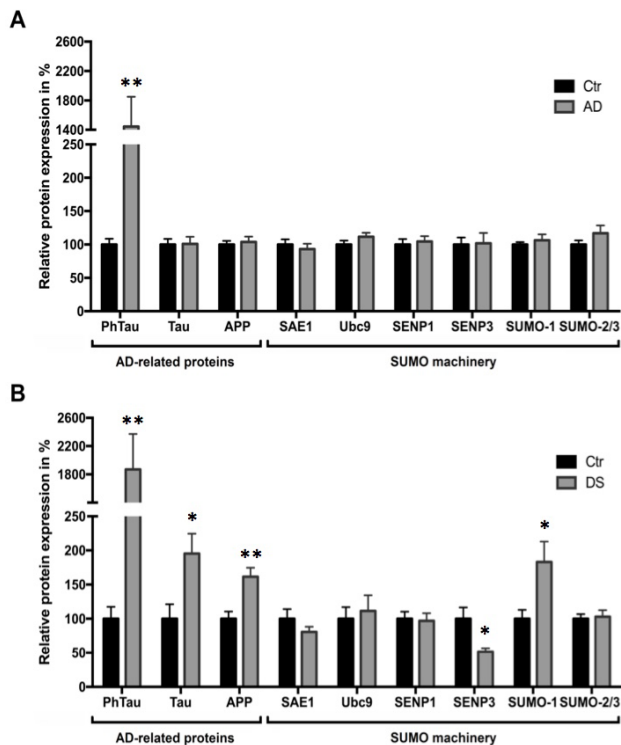 A
Relative protein expression in %
2600
2200
1800
1400
250
200
150
100
50
0
**
Ctr
AD
PhTau Tau APP SAE1 Ubc9 SENP1 SENP3 SUMO-1 SUMO-2/3
AD-related proteins SUMO machinery
B
Relative protein expression in %
2600
2200
1800
250
200
150
100
50
0
** * ** * *
Ctr
DS
PhTau Tau APP SAE1 Ubc9 SENP1 SENP3 SUMO-1 SUMO-2/3
AD-related proteins SUMO machinery